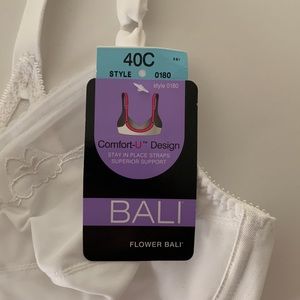 40C
STYLE 0180
style 0180
Comfort-U™ Design
STAY IN PLACE STRAPS
SUPERIOR SUPPORT
BALI
FLOWER BALI®